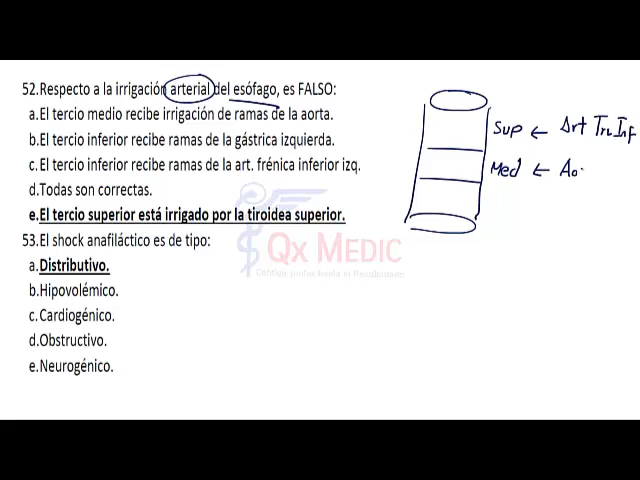 52.Respecto a la irrigación arterial del esófago, es FALSO:
a.El tercio medio recibe irrigación de ramas de la aorta.
b.El tercio inferior recibe ramas de la gástrica izquierda.
c.El tercio inferior recibe ramas de la art. frénica inferior izq.
d.Todas son correctas.
e.El tercio superior está irrigado por la tiroidea superior.
53.El shock anafiláctico es de tipo:
a.Distributivo.
b.Hipovolémico.
c.Cardiogénico.
d.Obstructivo.
e.Neurogénico.
Sup ← Art Inf
Med ← Ao
Qx MEDIC